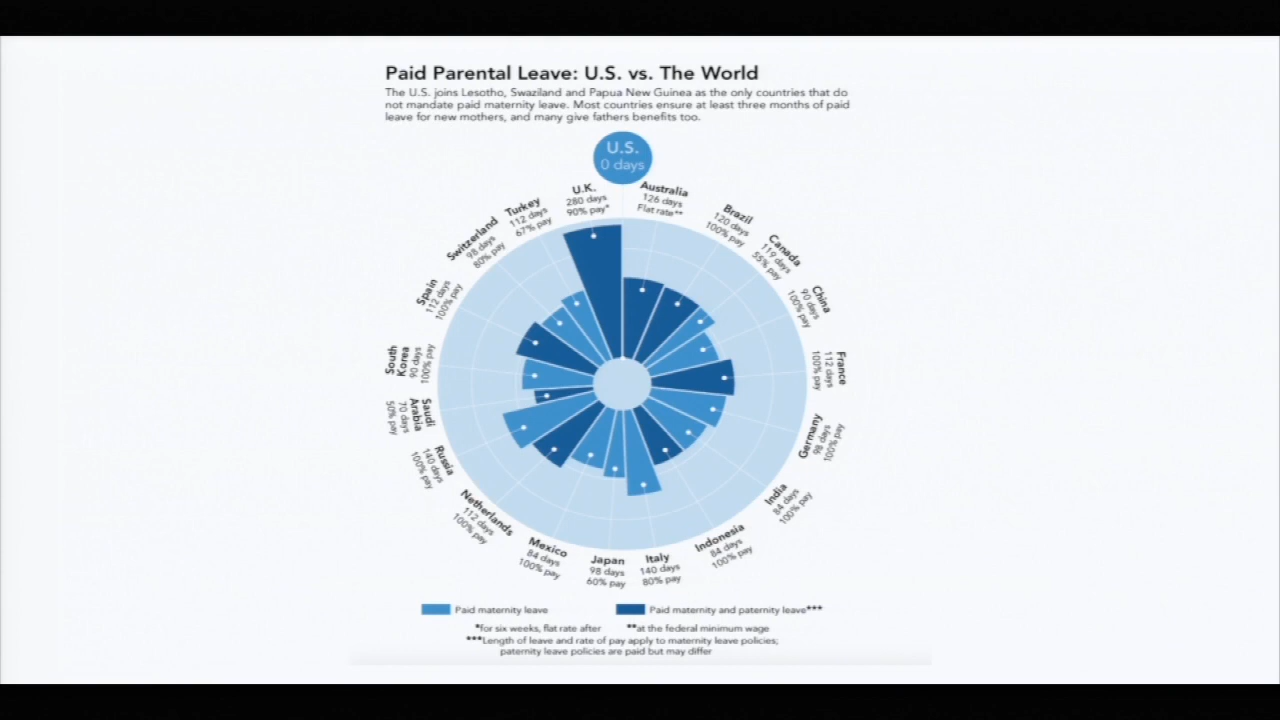 Paid Parental Leave: U.S. vs. The World
The U.S. joins Lesotho, Swaziland and Papua New Guinea as the only countries that do
not mandate paid maternity leave. Most countries ensure at least three months of paid
leave for new mothers, and many give fathers benefits too.
U.S.
0 days
Australia
126 days
Flat rate**
Brazil
120 days
100% pay
Canada
119 days
55% pay
China
90 days
100% pay
France
112 days
100% pay
Germany
98 days
100% pay
India
84 days
100% pay
Indonesia
84 days
100% pay
Italy
140 days
80% pay
Japan
98 days
60% pay
Mexico
84 days
100% pay
Netherlands
112 days
100% pay
Russia
140 days
100% pay
Saudi
Arabia
70 days
50% pay
South
Korea
90 days
100% pay
Spain
112 days
100% pay
Switzerland
98 days
80% pay
Turkey
112 days
67% pay
U.K.
280 days
90% pay*
Paid maternity leave
Paid maternity and paternity leave***
*for six weeks, flat rate after
**at the federal minimum wage
***Length of leave and rate of pay apply to maternity leave policies;
paternity leave policies are paid but may differ